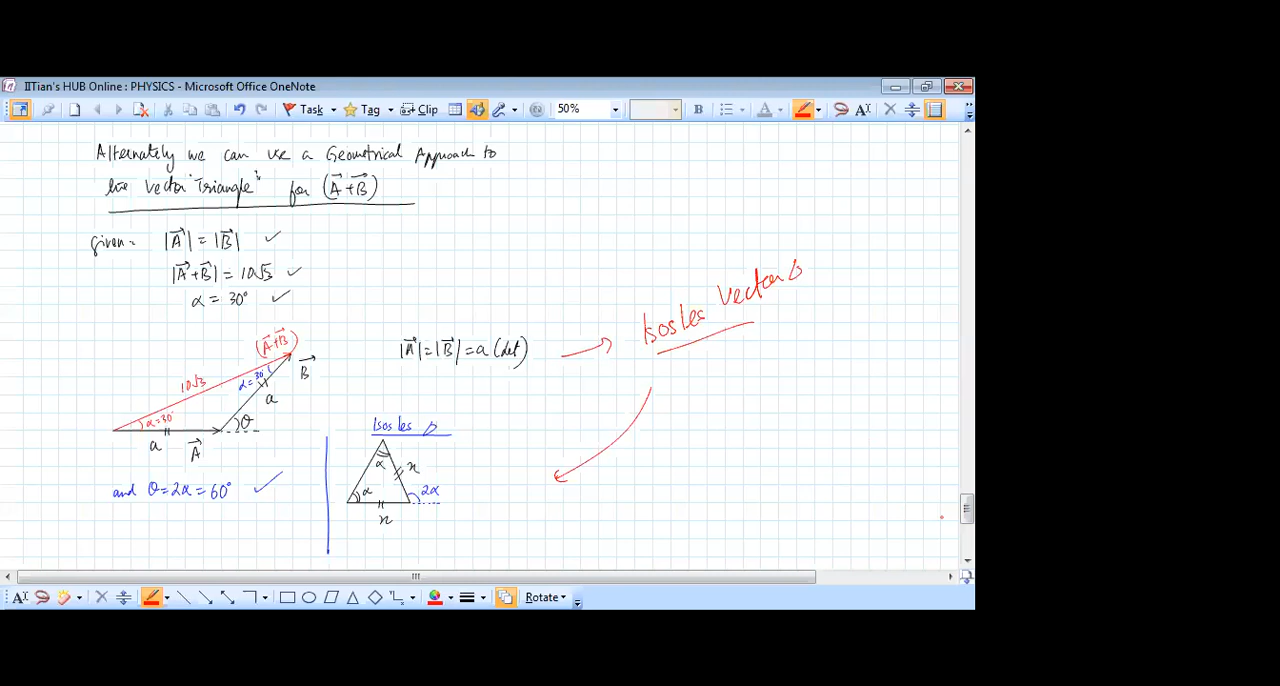 IITian's HUB Online : PHYSICS - Microsoft Office OneNote
Task Tag Clip 50% B A A
Alternately we can use a Geometrical Approach to
the vector "Triangle" for (A⃗+B⃗)
given:- |A⃗| = |B⃗| ✓
|A⃗+B⃗| = 10√3 ✓
α = 30° ✓
(A⃗+B⃗)
10√3
α=30°
B⃗
a
α=30°
θ
a
A⃗
and θ=2α=60° ✓
|A⃗|=|B⃗|=a (let)
Isosles vector Δ
Isosles Δ
α
x
α
2α
x
A Rotate